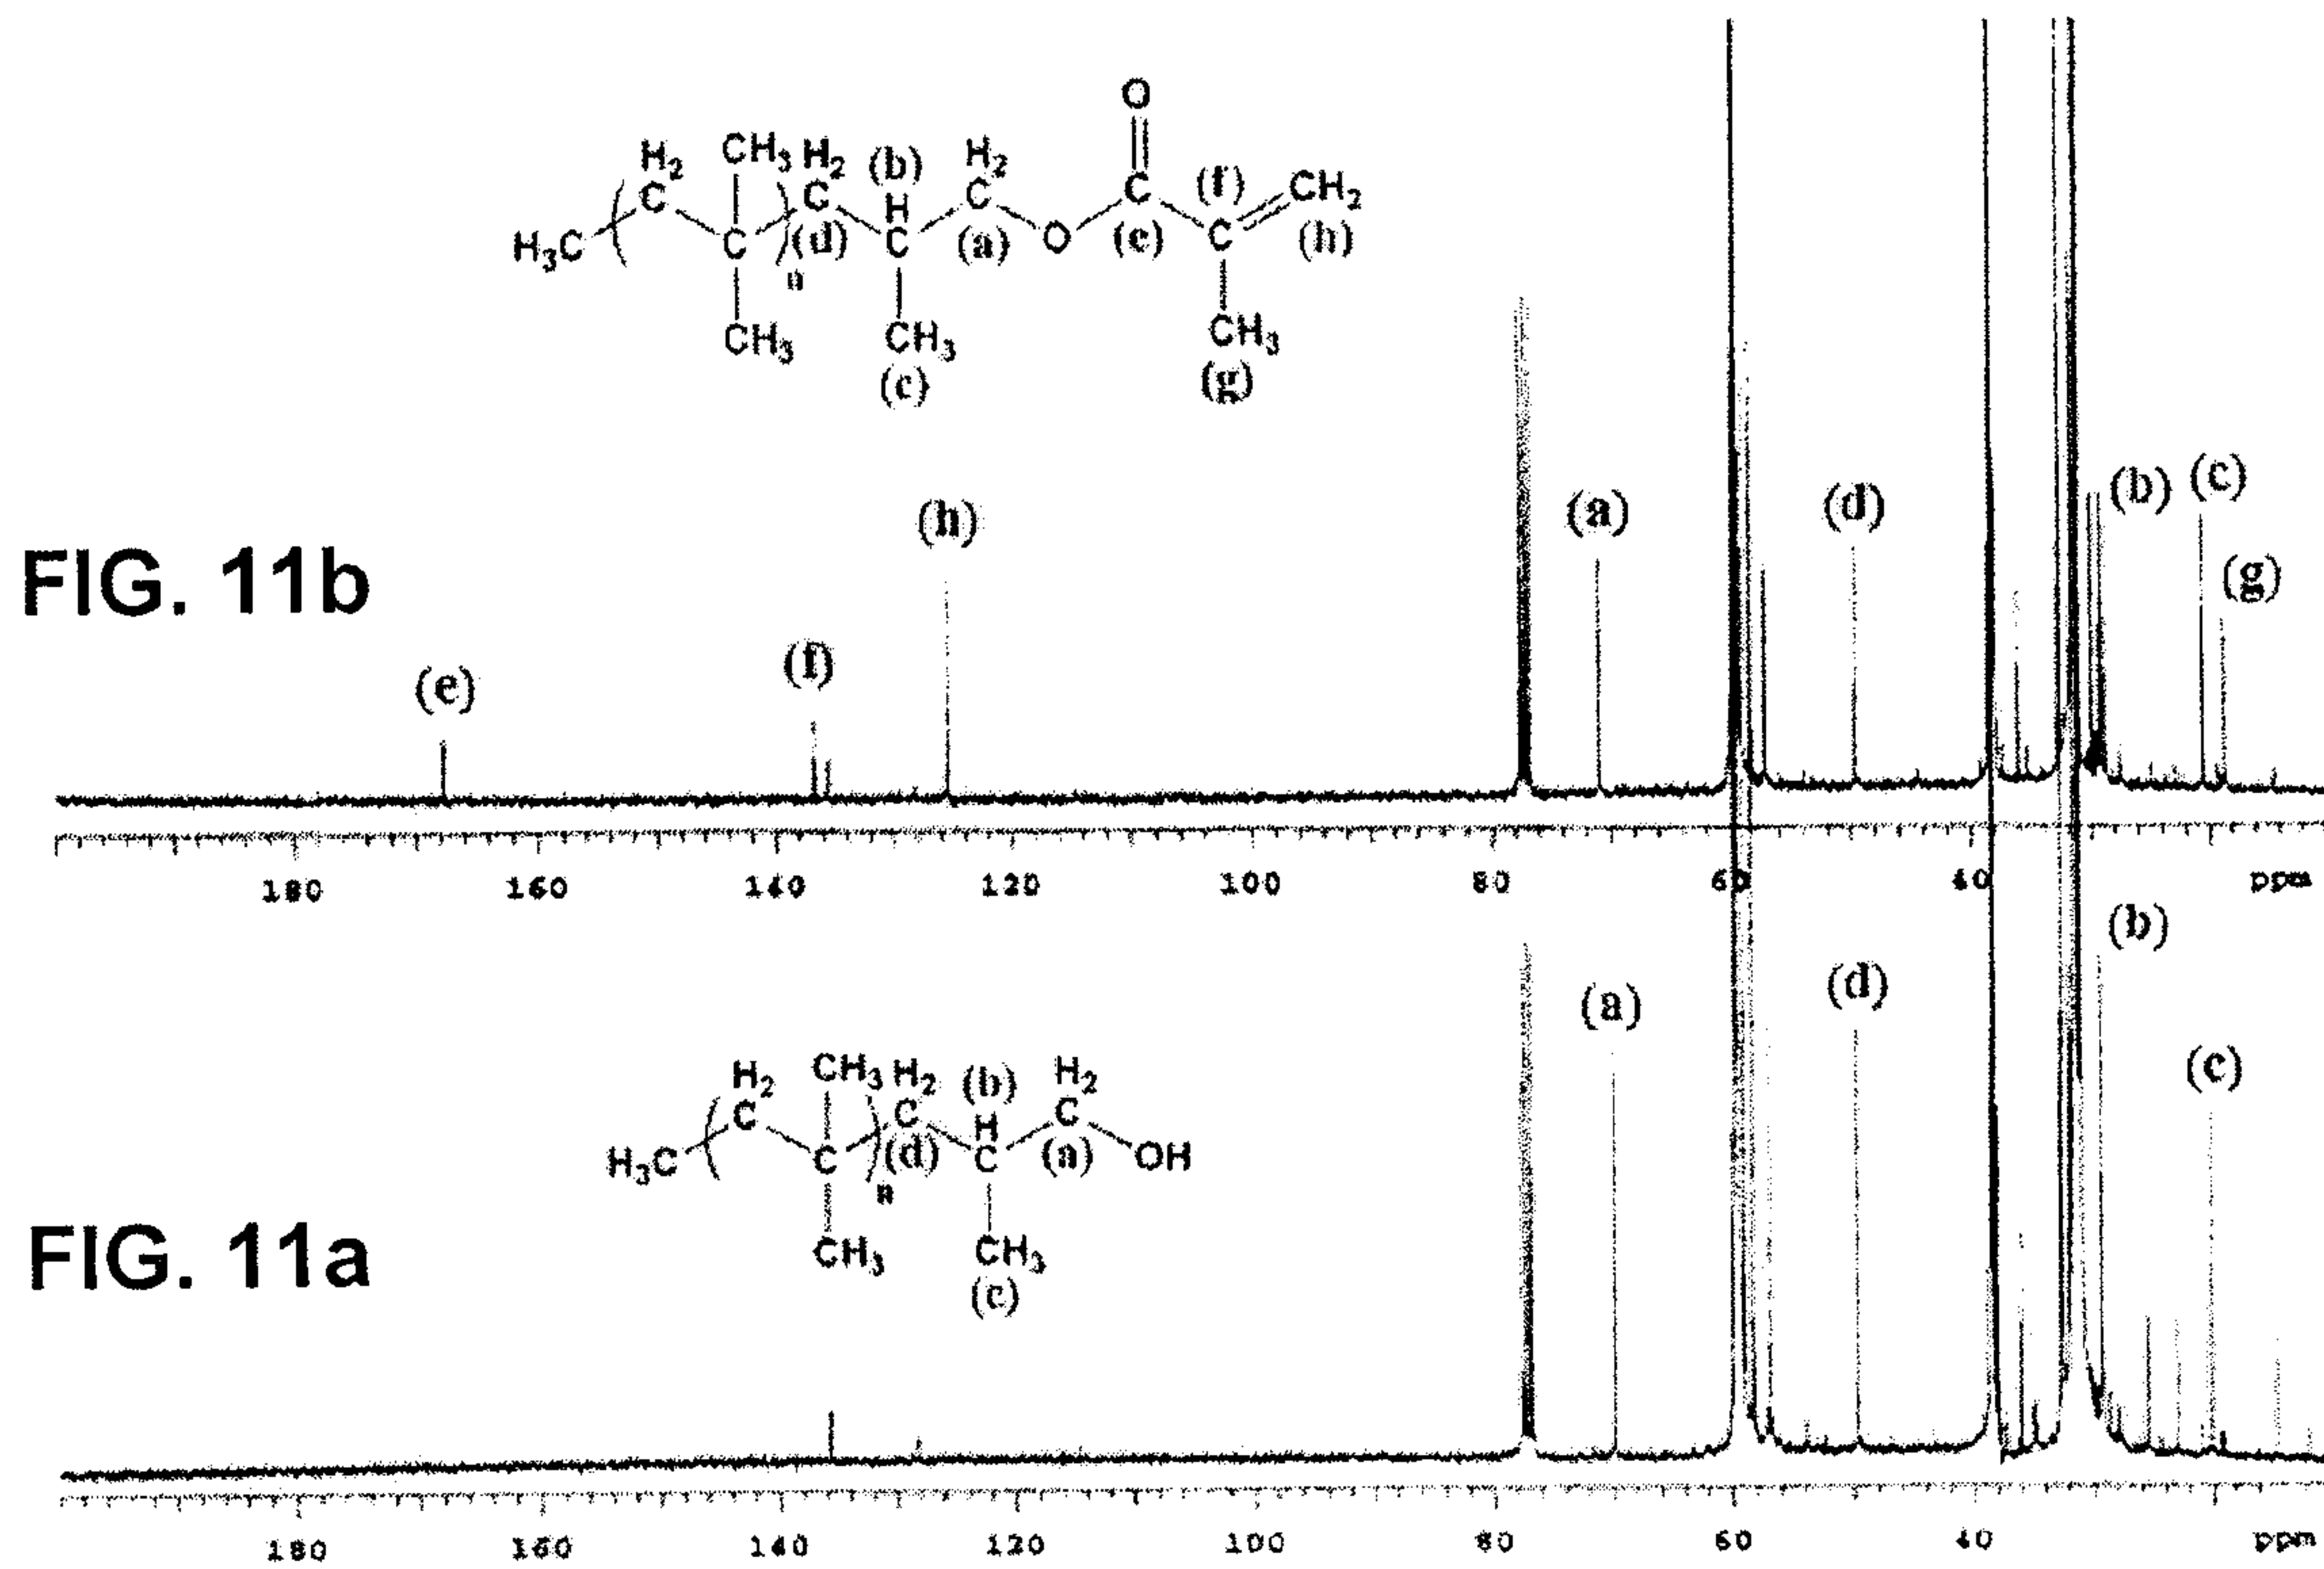 O
H2 CH3 H2 (b) H2
C C H C C (f) CH2
H3C ( C ) (d) C (a) O (e) C (h)
n
CH3 CH3 CH3
(c) (g)
(a) (d) (b) (c)
(h)
FIG. 11b
(g)
(e) (f)
180 160 140 120 100 80 60 40 ppm
(b)
(a) (d)
(c)
H2 CH3 H2 (b) H2
C C H C
H3C ( C ) (d) C (a) OH
n
CH3 CH3
(c)
FIG. 11a
180 160 140 120 100 80 60 40 ppm